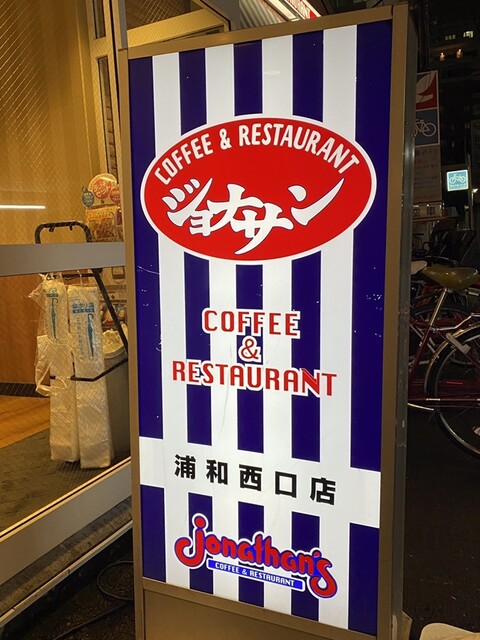 COFFEE & RESTAURANT
ジョナサン
COFFEE
&
RESTAURANT
浦和西口店
Jonathan's
COFFEE & RESTAURANT